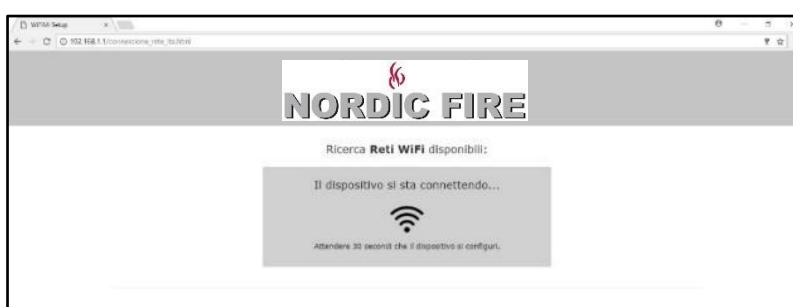 WiFi Setup
192.168.1.1/connessione_rete_ita.html
NORDIC FIRE
Ricerca Reti WiFi disponibili:
Il dispositivo si sta connettendo...
Attendere 30 secondi che il dispositivo si configuri.